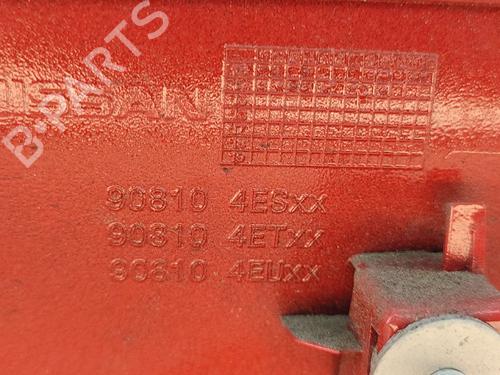 B-PARTS
NISSAN
90810 4ESxx
90810 4ETxx
90810 4EUxx